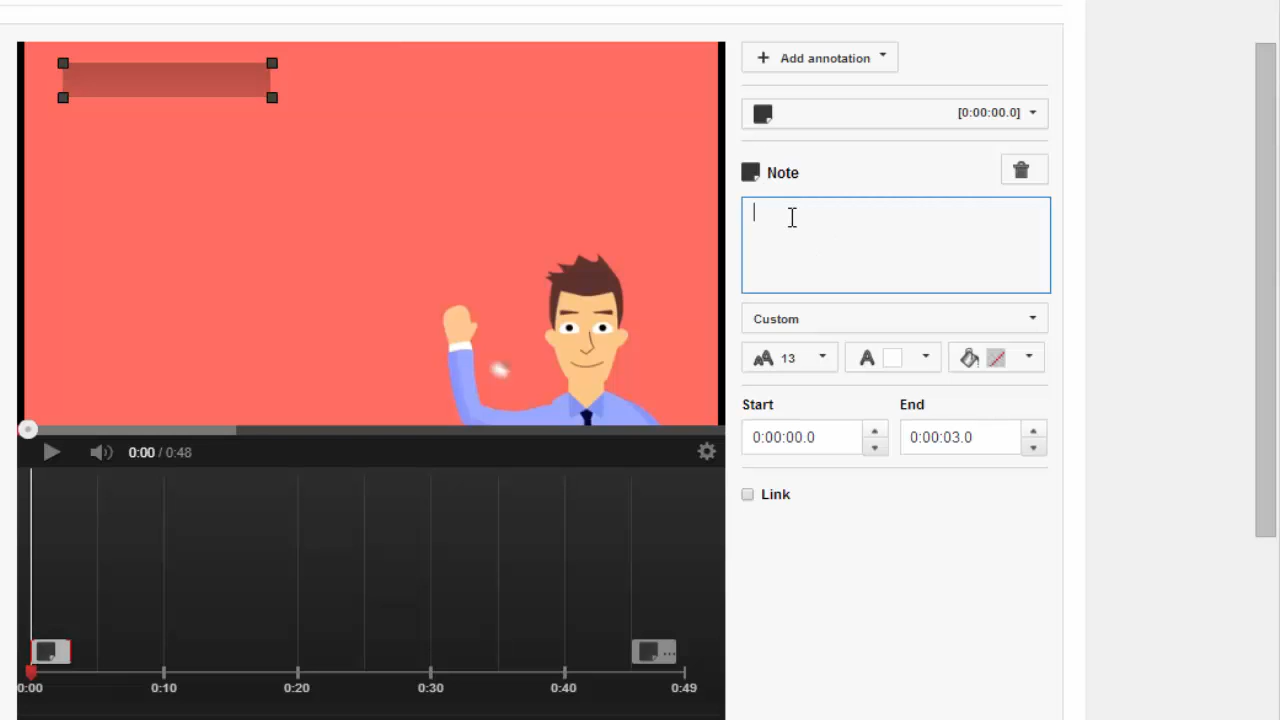 + Add annotation
[0:00:00.0]
Note
Custom
AA 13
A
Start
End
0:00:00.0
0:00:03.0
0:00 / 0:48
Link
...
0:00
0:10
0:20
0:30
0:40
0:49